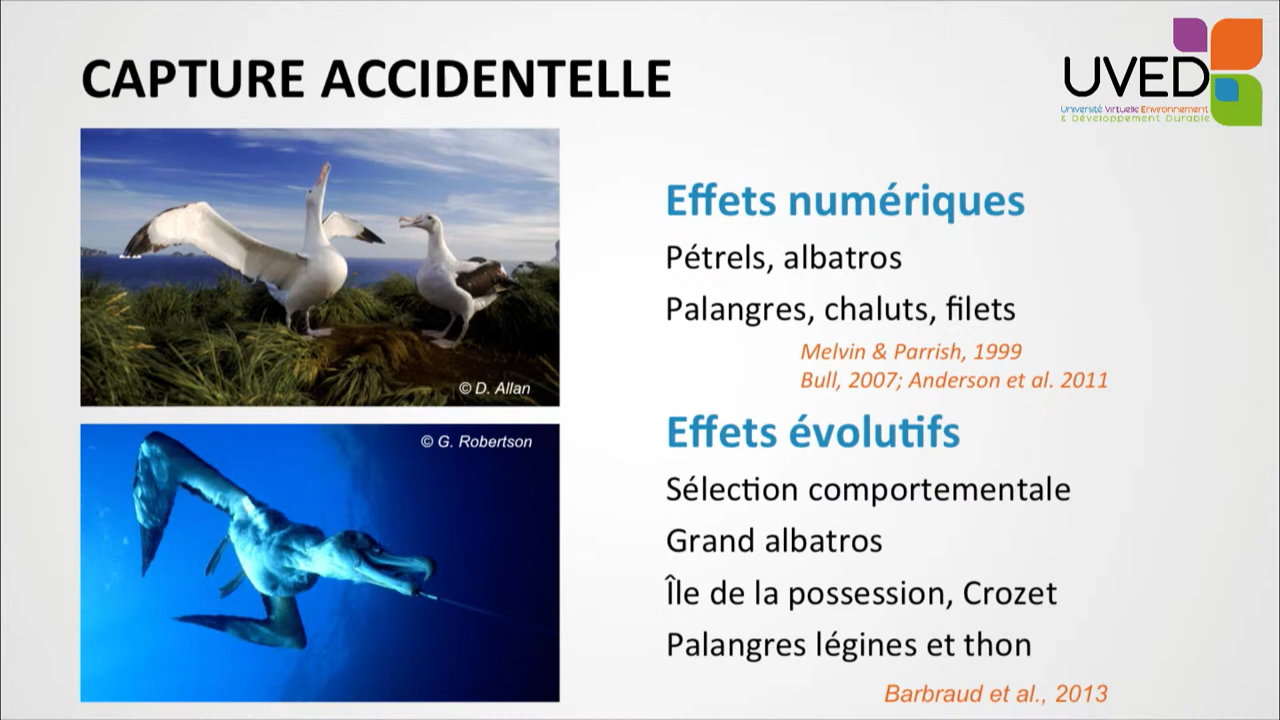 CAPTURE ACCIDENTELLE
UVED
Université Virtuelle Environnement
& Développement Durable
© D. Allan
© G. Robertson
Effets numériques
Pétrels, albatros
Palangres, chaluts, filets
Melvin & Parrish, 1999
Bull, 2007; Anderson et al. 2011
Effets évolutifs
Sélection comportementale
Grand albatros
Île de la possession, Crozet
Palangres légines et thon
Barbraud et al., 2013